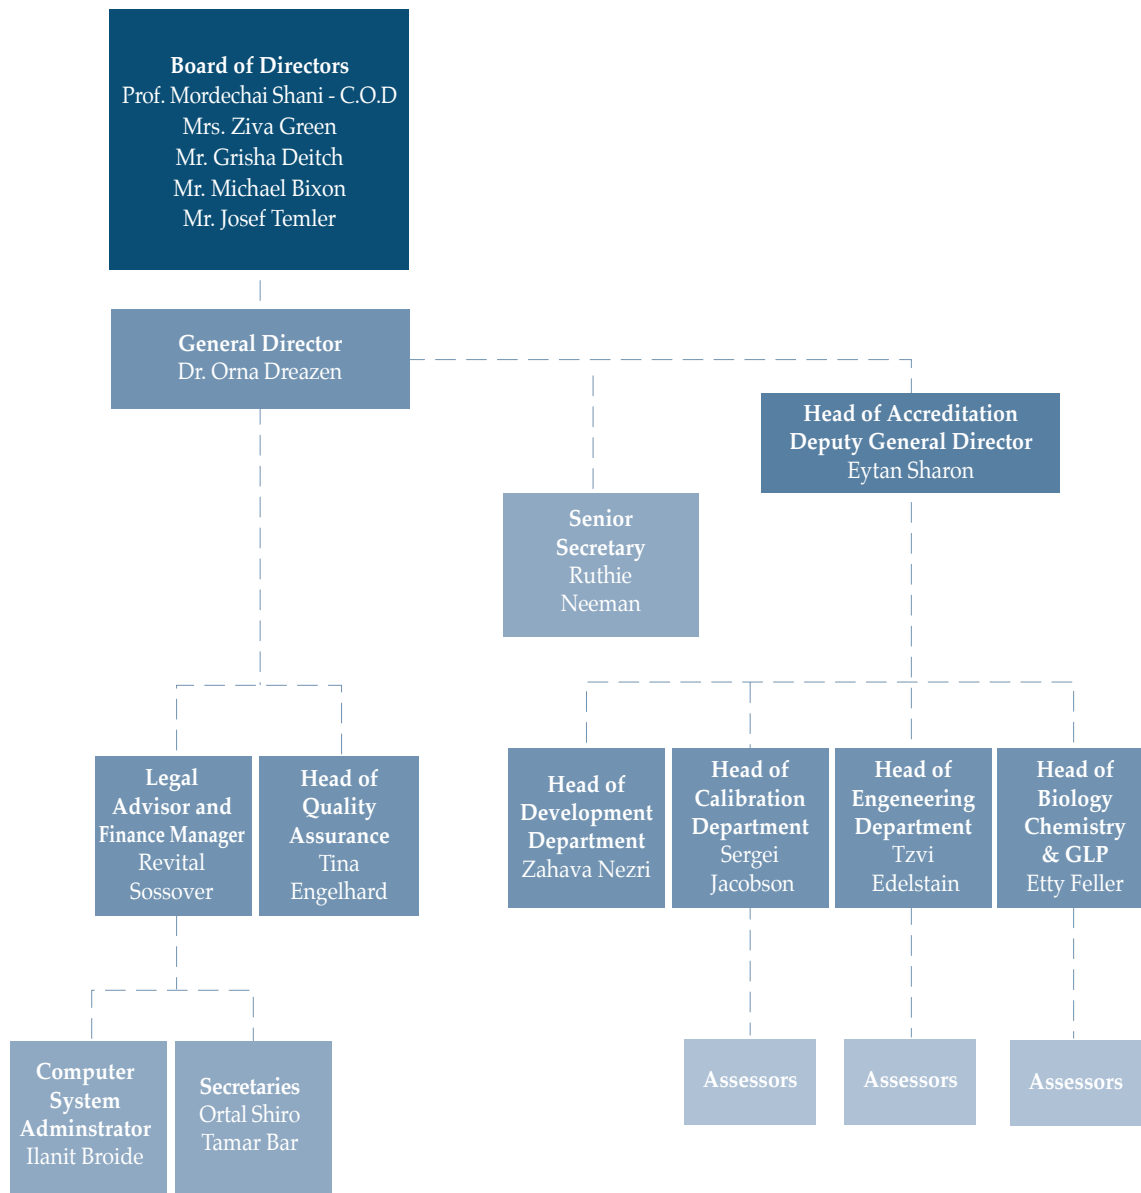 Board of Directors
Prof. Mordechai Shani - C.O.D
Mrs. Ziva Green
Mr. Grisha Deitch
Mr. Michael Bixon
Mr. Josef Temler
General Director
Dr. Orna Dreazen
Head of Accreditation
Deputy General Director
Eytan Sharon
Senior
Secretary
Ruthie
Neeman
Legal
Advisor and
Finance Manager
Revital
Sossover
Head of
Quality
Assurance
Tina
Engelhard
Head of
Development
Department
Zahava Nezri
Head of
Calibration
Department
Sergei
Jacobson
Head of
Engeneering
Department
Tzvi
Edelstain
Head of
Biology
Chemistry
& GLP
Etty Feller
Computer
System
Adminstrator
Ilanit Broide
Secretaries
Ortal Shiro
Tamar Bar
Assessors
Assessors
Assessors